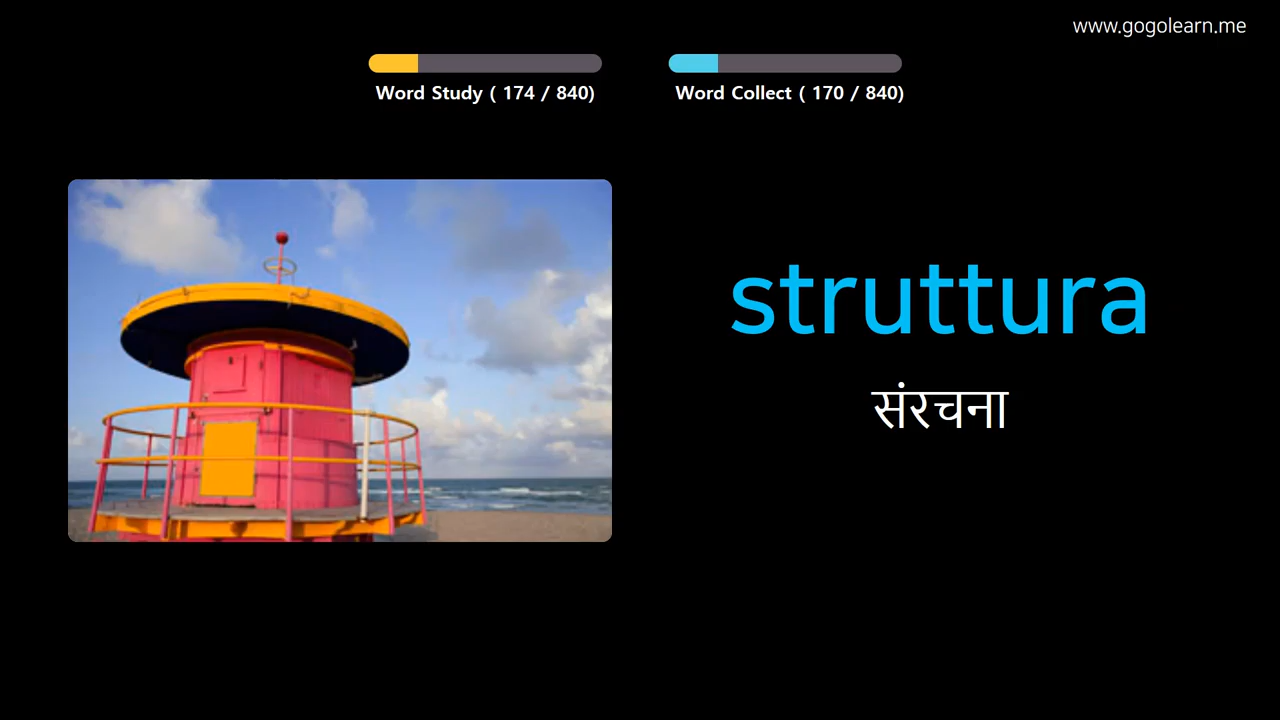 www.gogolearn.me
Word Study ( 174 / 840)
Word Collect ( 170 / 840)
struttura
संरचना